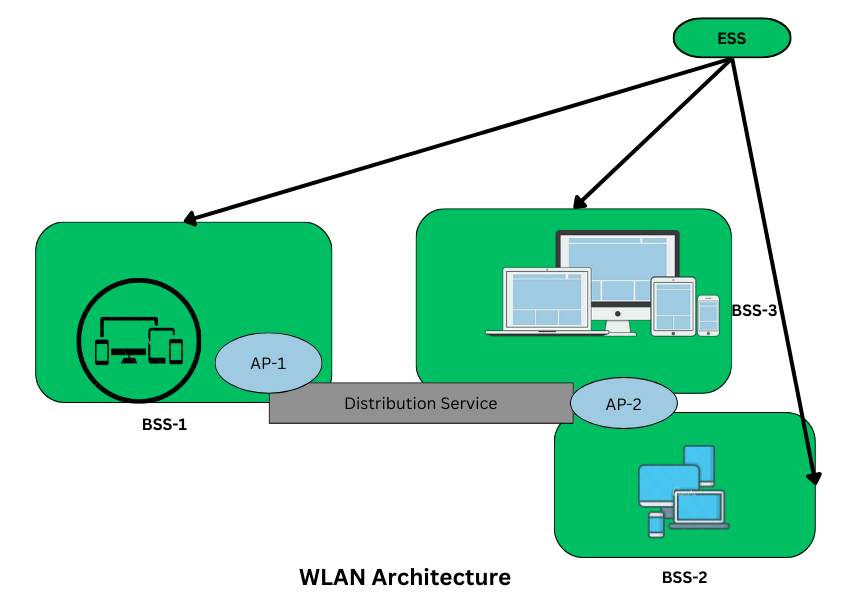 ESS
BSS-3
AP-1
Distribution Service
AP-2
BSS-1
WLAN Architecture
BSS-2